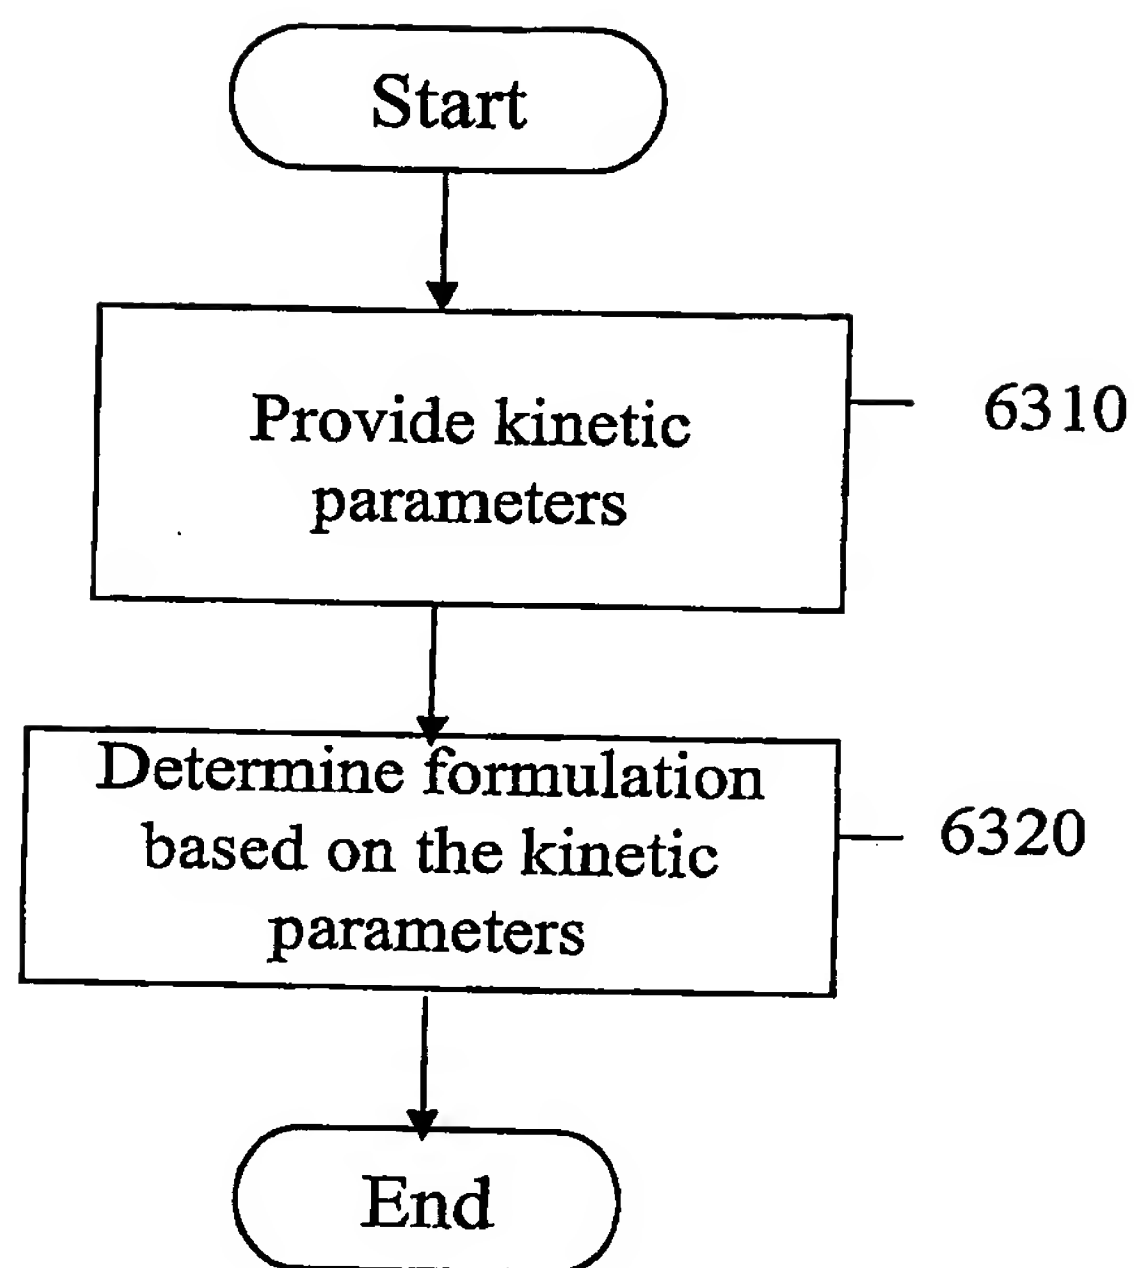 Start
Provide kinetic
parameters
6310
Determine formulation
based on the kinetic
parameters
6320
End